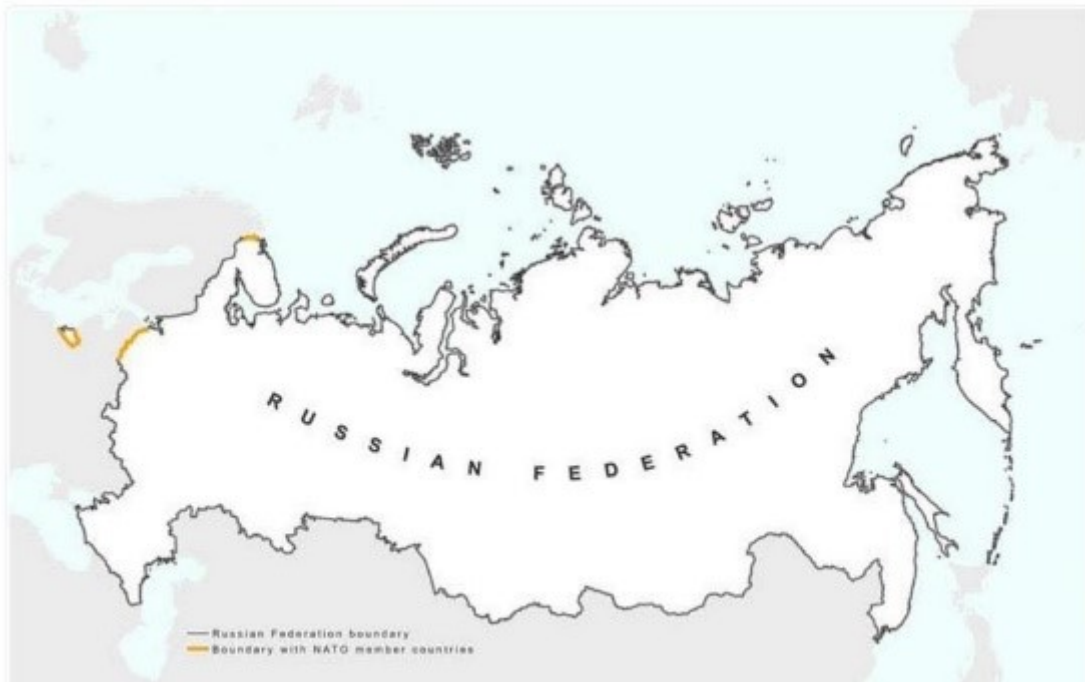 RUSSIAN FEDERATION
Russian Federation boundary
Boundary with NATO member countries